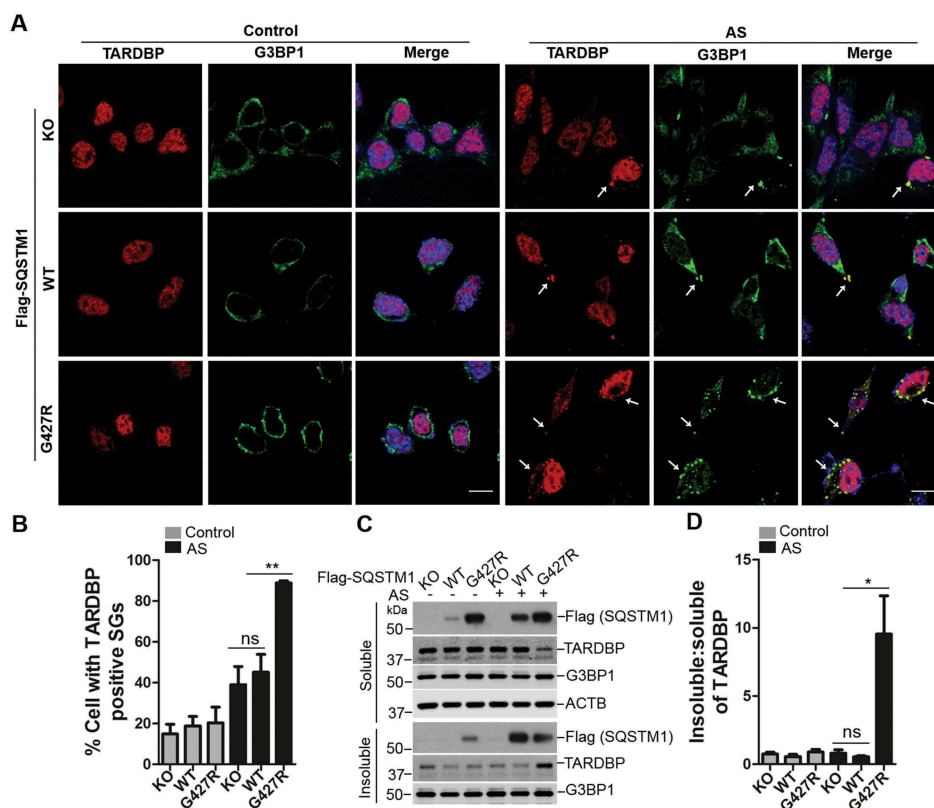 A
Control
AS
TARDBP G3BP1 Merge TARDBP G3BP1 Merge
Flag-SQSTM1
KO
WT
G427R
B
Control
AS
% Cell with TARDBP
positive SGs
100
80
60
40
20
0
ns
**
KO WT G427R KO WT G427R
C
Flag-SQSTM1 KO WT G427R KO WT G427R
AS - - - + + +
kDa
Soluble
50 Flag (SQSTM1)
37 TARDBP
50 G3BP1
37 ACTB
Insoluble
50 Flag (SQSTM1)
37 TARDBP
50 G3BP1
D
Control
AS
Insoluble:soluble
of TARDBP
15
10
5
0
*
ns
KO WT G427R KO WT G427R